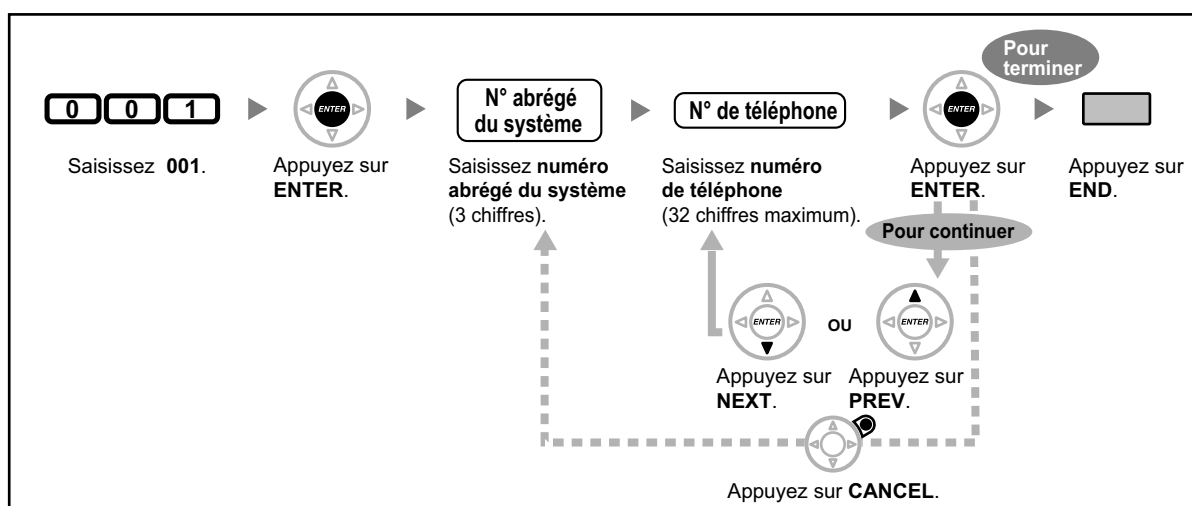 Pour
terminer
0 0 1
ENTER
N° abrégé
du système
N° de téléphone
ENTER
Saisissez 001.
Appuyez sur
ENTER.
Saisissez numéro
abrégé du système
(3 chiffres).
Saisissez numéro
de téléphone
(32 chiffres maximum).
Appuyez sur
ENTER.
Appuyez sur
END.
Pour continuer
ENTER
OU
ENTER
Appuyez sur
NEXT.
Appuyez sur
PREV.
Appuyez sur CANCEL.